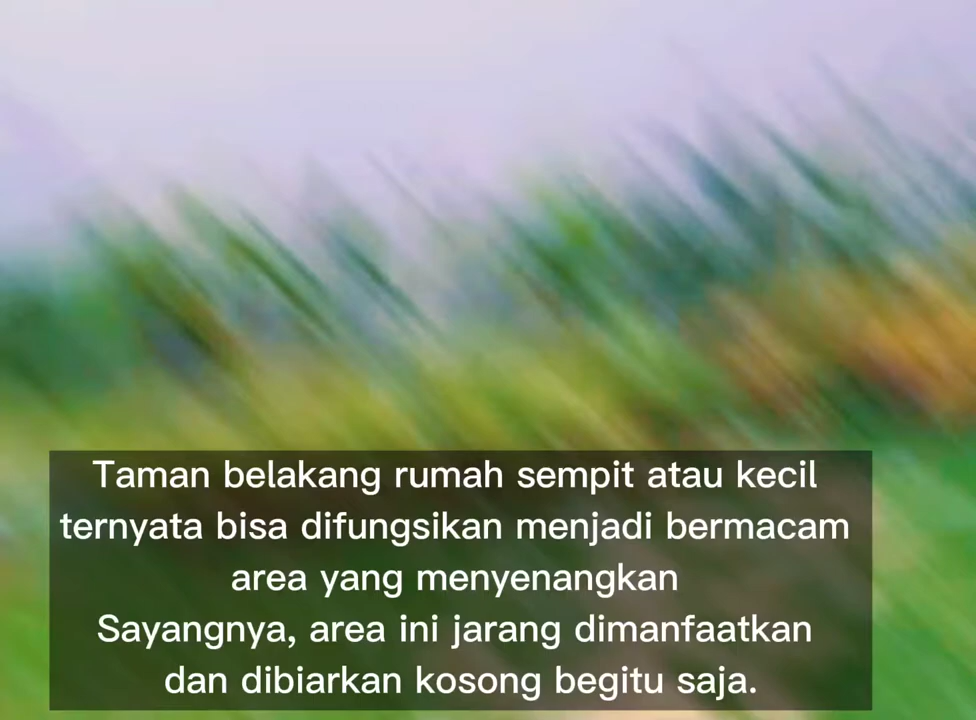 Taman belakang rumah sempit atau kecil
ternyata bisa difungsikan menjadi bermacam
area yang menyenangkan
Sayangnya, area ini jarang dimanfaatkan
dan dibiarkan kosong begitu saja.